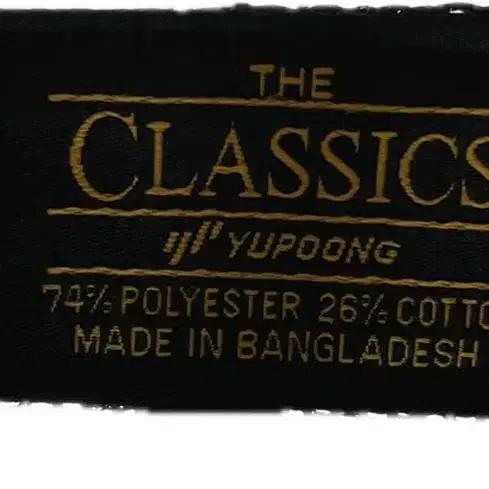 THE
CLASSICS
YUPOONG
74% POLYESTER 26% COTTO
MADE IN BANGLADESH